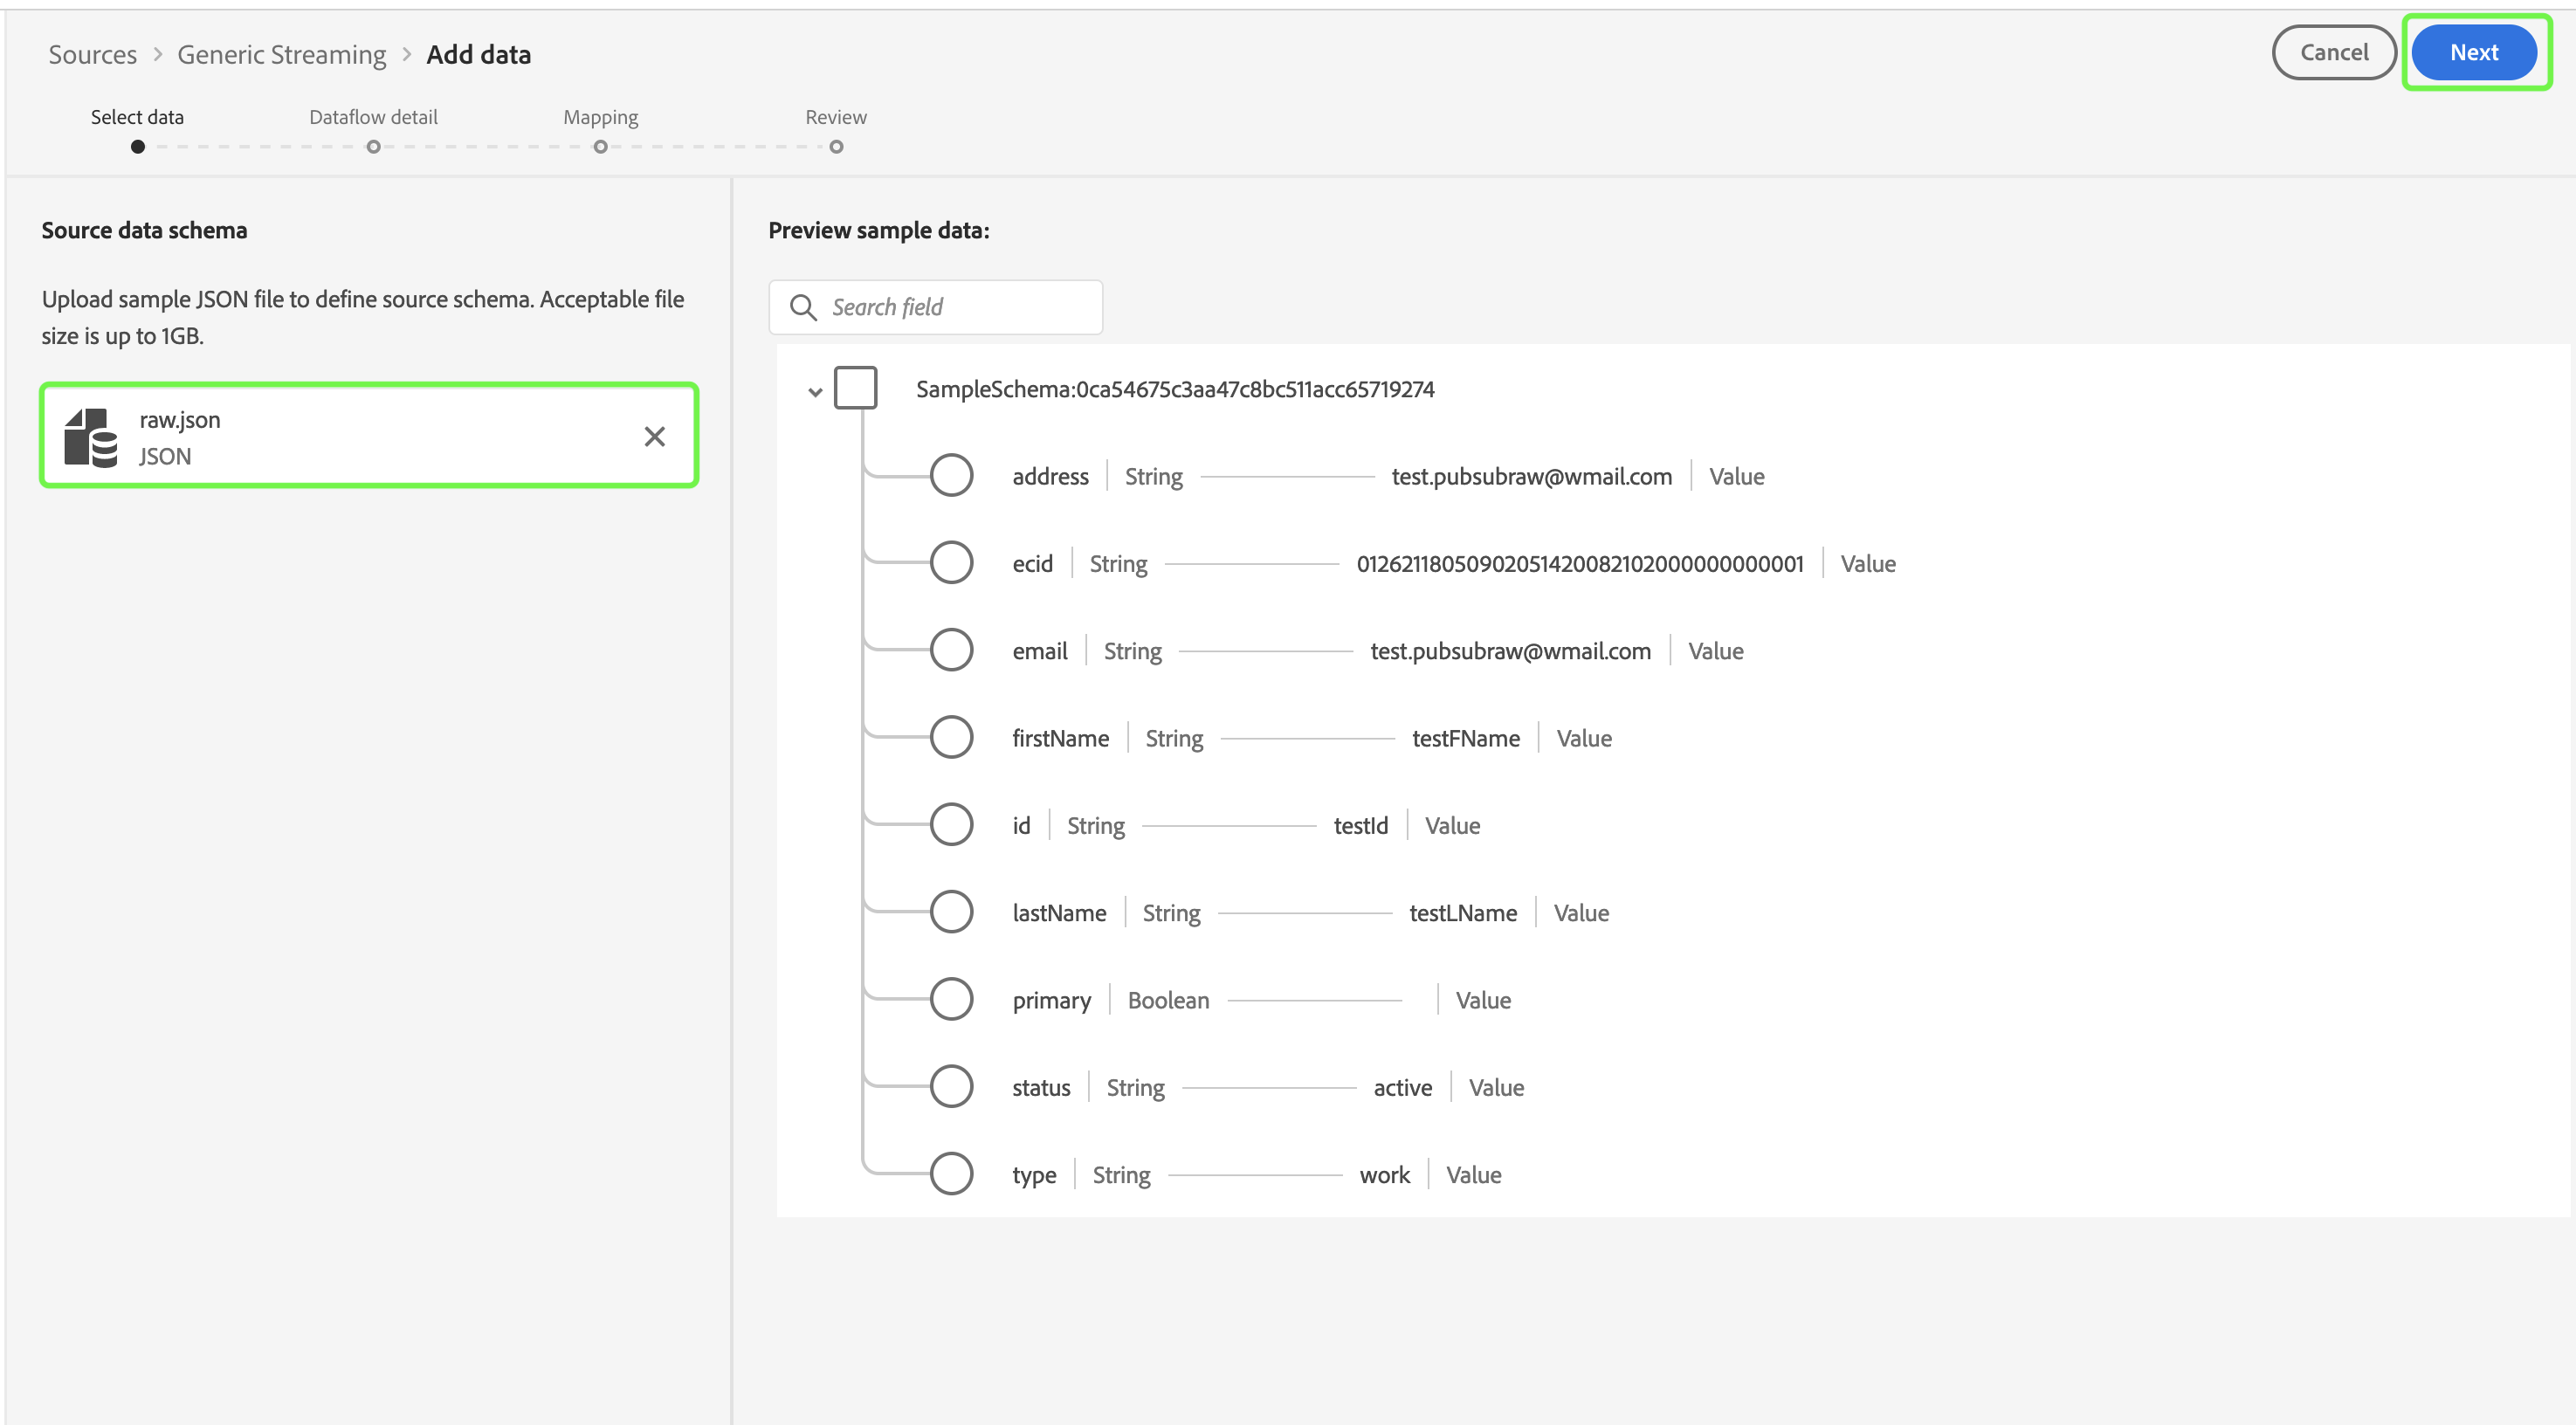 Sources > Generic Streaming > Add data
Cancel
Next
Select data
Dataflow detail
Mapping
Review
Source data schema
Upload sample JSON file to define source schema. Acceptable file
size is up to 1GB.
raw.json
JSON
Preview sample data:
Search field
SampleSchema:0ca54675c3aa47c8bc511acc65719274
address String test.pubsubraw@wmail.com Value
ecid String 01262118050902051420082102000000000001 Value
email String test.pubsubraw@wmail.com Value
firstName String testFName Value
id String testId Value
lastName String testLName Value
primary Boolean Value
status String active Value
type String work Value